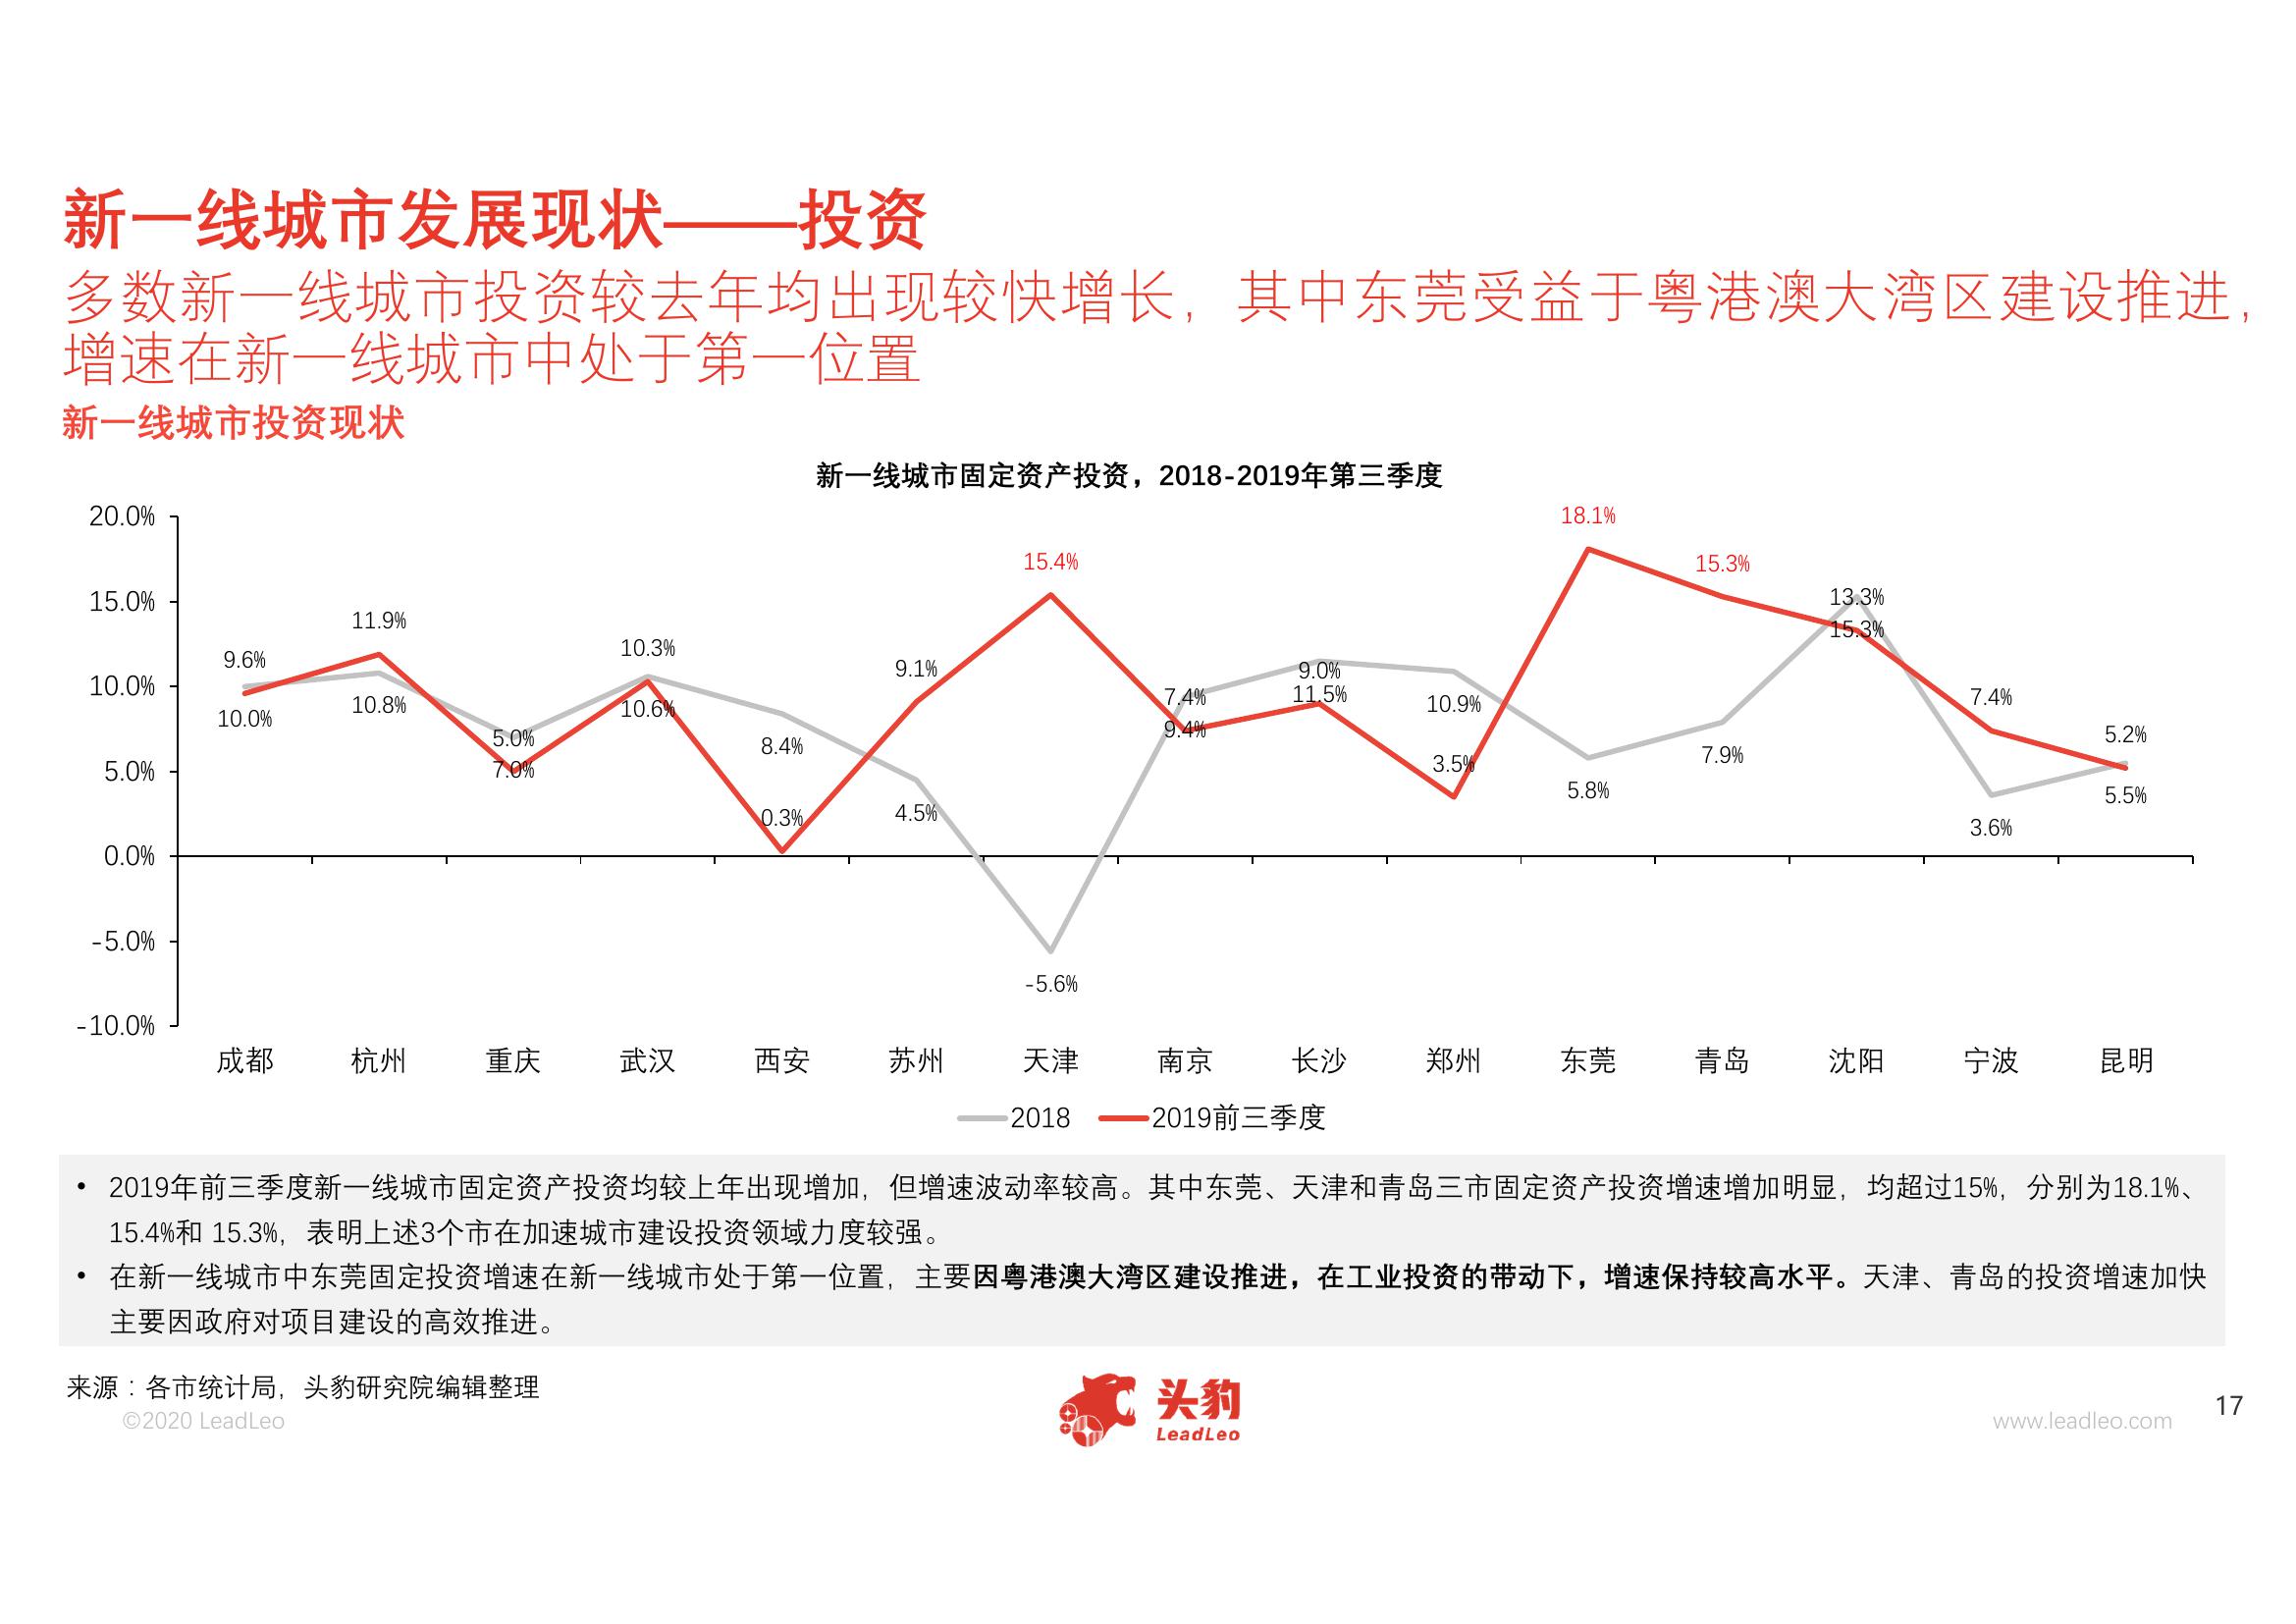 新一线城市发展现状——投资
多数新一线城市投资较去年均出现较快增长，其中东莞受益于粤港澳大湾区建设推进，
增速在新一线城市中处于第一位置
新一线城市投资现状
新一线城市固定资产投资，2018-2019年第三季度
20.0%
15.0%
10.0%
5.0%
0.0%
-5.0%
-10.0%
9.6%
11.9%
5.0%
10.3%
0.3%
9.1%
15.4%
7.4%
9.0%
3.5%
18.1%
15.3%
13.3%
7.4%
5.2%
10.0%
10.8%
7.0%
10.6%
8.4%
4.5%
-5.6%
9.4%
11.5%
10.9%
5.8%
7.9%
15.3%
3.6%
5.5%
成都 杭州 重庆 武汉 西安 苏州 天津 南京 长沙 郑州 东莞 青岛 沈阳 宁波 昆明
2018 2019前三季度
• 2019年前三季度新一线城市固定资产投资均较上年出现增加，但增速波动率较高。其中东莞、天津和青岛三市固定资产投资增速增加明显，均超过15%，分别为18.1%、
15.4%和 15.3%，表明上述3个市在加速城市建设投资领域力度较强。
• 在新一线城市中东莞固定投资增速在新一线城市处于第一位置，主要因粤港澳大湾区建设推进，在工业投资的带动下，增速保持较高水平。天津、青岛的投资增速加快
主要因政府对项目建设的高效推进。
来源：各市统计局，头豹研究院编辑整理
©2020 LeadLeo
头豹
LeadLeo
www.leadleo.com
17